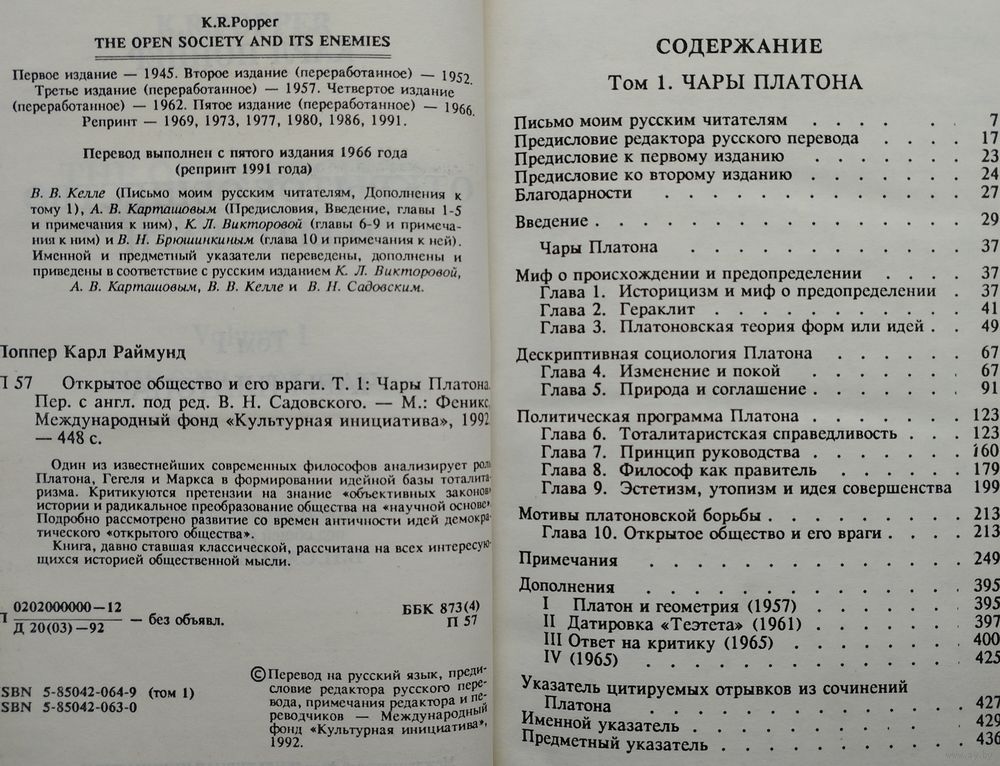 K.R.Popper
THE OPEN SOCIETY AND ITS ENEMIES
Первое издание — 1945. Второе издание (переработанное) — 1952.
Третье издание (переработанное) — 1957. Четвертое издание
(переработанное) — 1962. Пятое издание (переработанное) — 1966.
Репринт — 1969, 1973, 1977, 1980, 1986, 1991.
Перевод выполнен с пятого издания 1966 года
(репринт 1991 года)
В. В. Келле (Письмо моим русским читателям, Дополнения к
тому 1), А. В. Карташовым (Предисловия, Введение, главы 1-5
и примечания к ним), К. Л. Викторовой (главы 6-9 и примеча-
ния к ним) и В. Н. Брюшинкиным (глава 10 и примечания к ней).
Именной и предметный указатели переведены, дополнены и
приведены в соответствие с русским изданием К. Л. Викторовой,
А. В. Карташовым, В. В. Келле и В. Н. Садовским.
Поппер Карл Раймунд
П 57 Открытое общество и его враги. Т. 1: Чары Платона.
Пер. с англ. под ред. В. Н. Садовского. — М.: Феникс,
Международный фонд «Культурная инициатива», 1992.
— 448 с.
Один из известнейших современных философов анализирует роль
Платона, Гегеля и Маркса в формировании идейной базы тоталита-
ризма. Критикуются претензии на знание «объективных законов»
истории и радикальное преобразование общества на «научной основе».
Подробно рассмотрено развитие со времен античности идей демокра-
тического «открытого общества».
Книга, давно ставшая классической, рассчитана на всех интересую-
щихся историей общественной мысли.
П 0202000000—12
Д 20(03)—92 — без объявл.
ББК 873(4)
П 57
ISBN 5-85042-064-9 (том 1)
ISBN 5-85042-063-0
© Перевод на русский язык, преди-
словие редактора русского пере-
вода, примечания редактора и пе-
реводчиков — Международный
фонд «Культурная инициатива»,
1992.
СОДЕРЖАНИЕ
Том 1. ЧАРЫ ПЛАТОНА
Письмо моим русским читателям . . . . . 7
Предисловие редактора русского перевода . . . . 17
Предисловие к первому изданию . . . . . . 23
Предисловие ко второму изданию . . . . . 24
Благодарности . . . . . . . . . . 27
Введение . . . . . . . . . . . . 29
Чары Платона . . . . . . . . . 37
Миф о происхождении и предопределении . . . . 37
Глава 1. Историцизм и миф о предопределении . 37
Глава 2. Гераклит . . . . . . . . . 41
Глава 3. Платоновская теория форм или идей . . 49
Дескриптивная социология Платона . . . . . 67
Глава 4. Изменение и покой . . . . . . 67
Глава 5. Природа и соглашение . . . . . 91
Политическая программа Платона . . . . . 123
Глава 6. Тоталитаристская справедливость . . . 123
Глава 7. Принцип руководства . . . . . 160
Глава 8. Философ как правитель . . . . . 179
Глава 9. Эстетизм, утопизм и идея совершенства 199
Мотивы платоновской борьбы . . . . . . . 213
Глава 10. Открытое общество и его враги . . . . 213
Примечания . . . . . . . . . . . 249
Дополнения . . . . . . . . . . . 395
I Платон и геометрия (1957) . . . . . . 395
II Датировка «Теэтета» (1961) . . . . . . 397
III Ответ на критику (1965) . . . . . . . 400
IV (1965) . . . . . . . . . . . 425
Указатель цитируемых отрывков из сочинений
Платона . . . . . . . . . . . 427
Именной указатель . . . . . . . . . 429
Предметный указатель . . . . . . . . 436